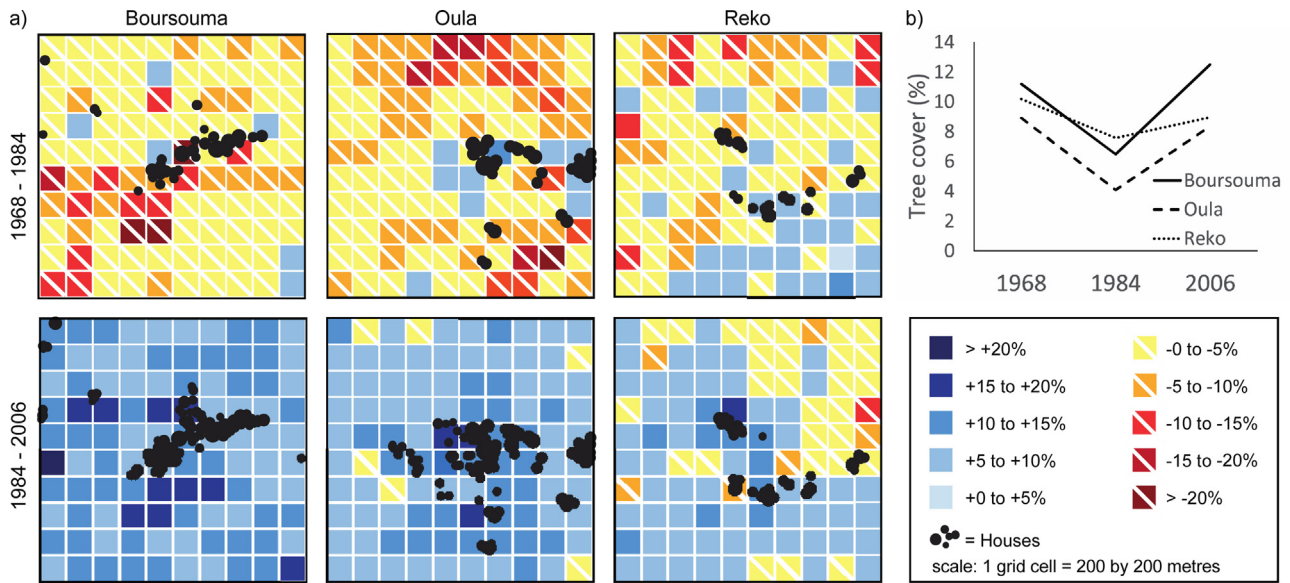 a)
Boursouma
Oula
Reko
1968 - 1984
1984 - 2006
b)
Tree cover (%)
14
12
10
8
6
4
2
0
Boursouma
Oula
Reko
1968 1984 2006
> +20%
+15 to +20%
+10 to +15%
+5 to +10%
+0 to +5%
-0 to -5%
-5 to -10%
-10 to -15%
-15 to -20%
> -20%
= Houses
scale: 1 grid cell = 200 by 200 metres